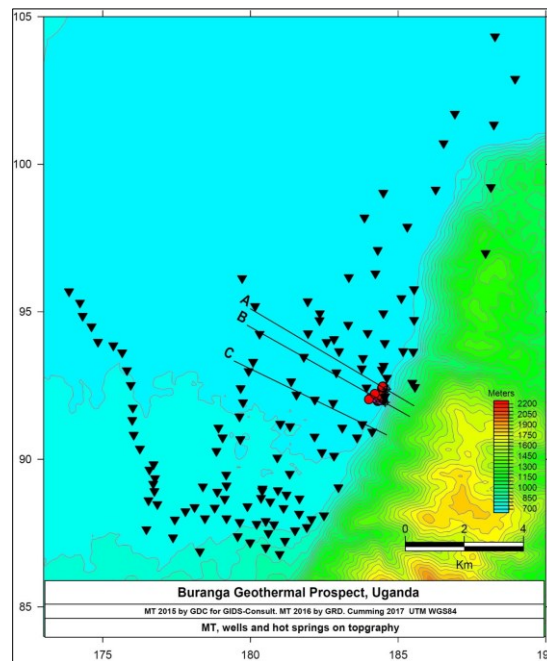 105
100
95
90
85
A
B
C
Meters
2200
2050
1900
1750
1600
1450
1300
1150
1000
850
700
0 2 4
Km
Buranga Geothermal Prospect, Uganda
MT 2015 by GDC for GIDS-Consult. MT 2016 by GRD. Cumming 2017 UTM WGS84
MT, wells and hot springs on topgraphy
175 180 185 190